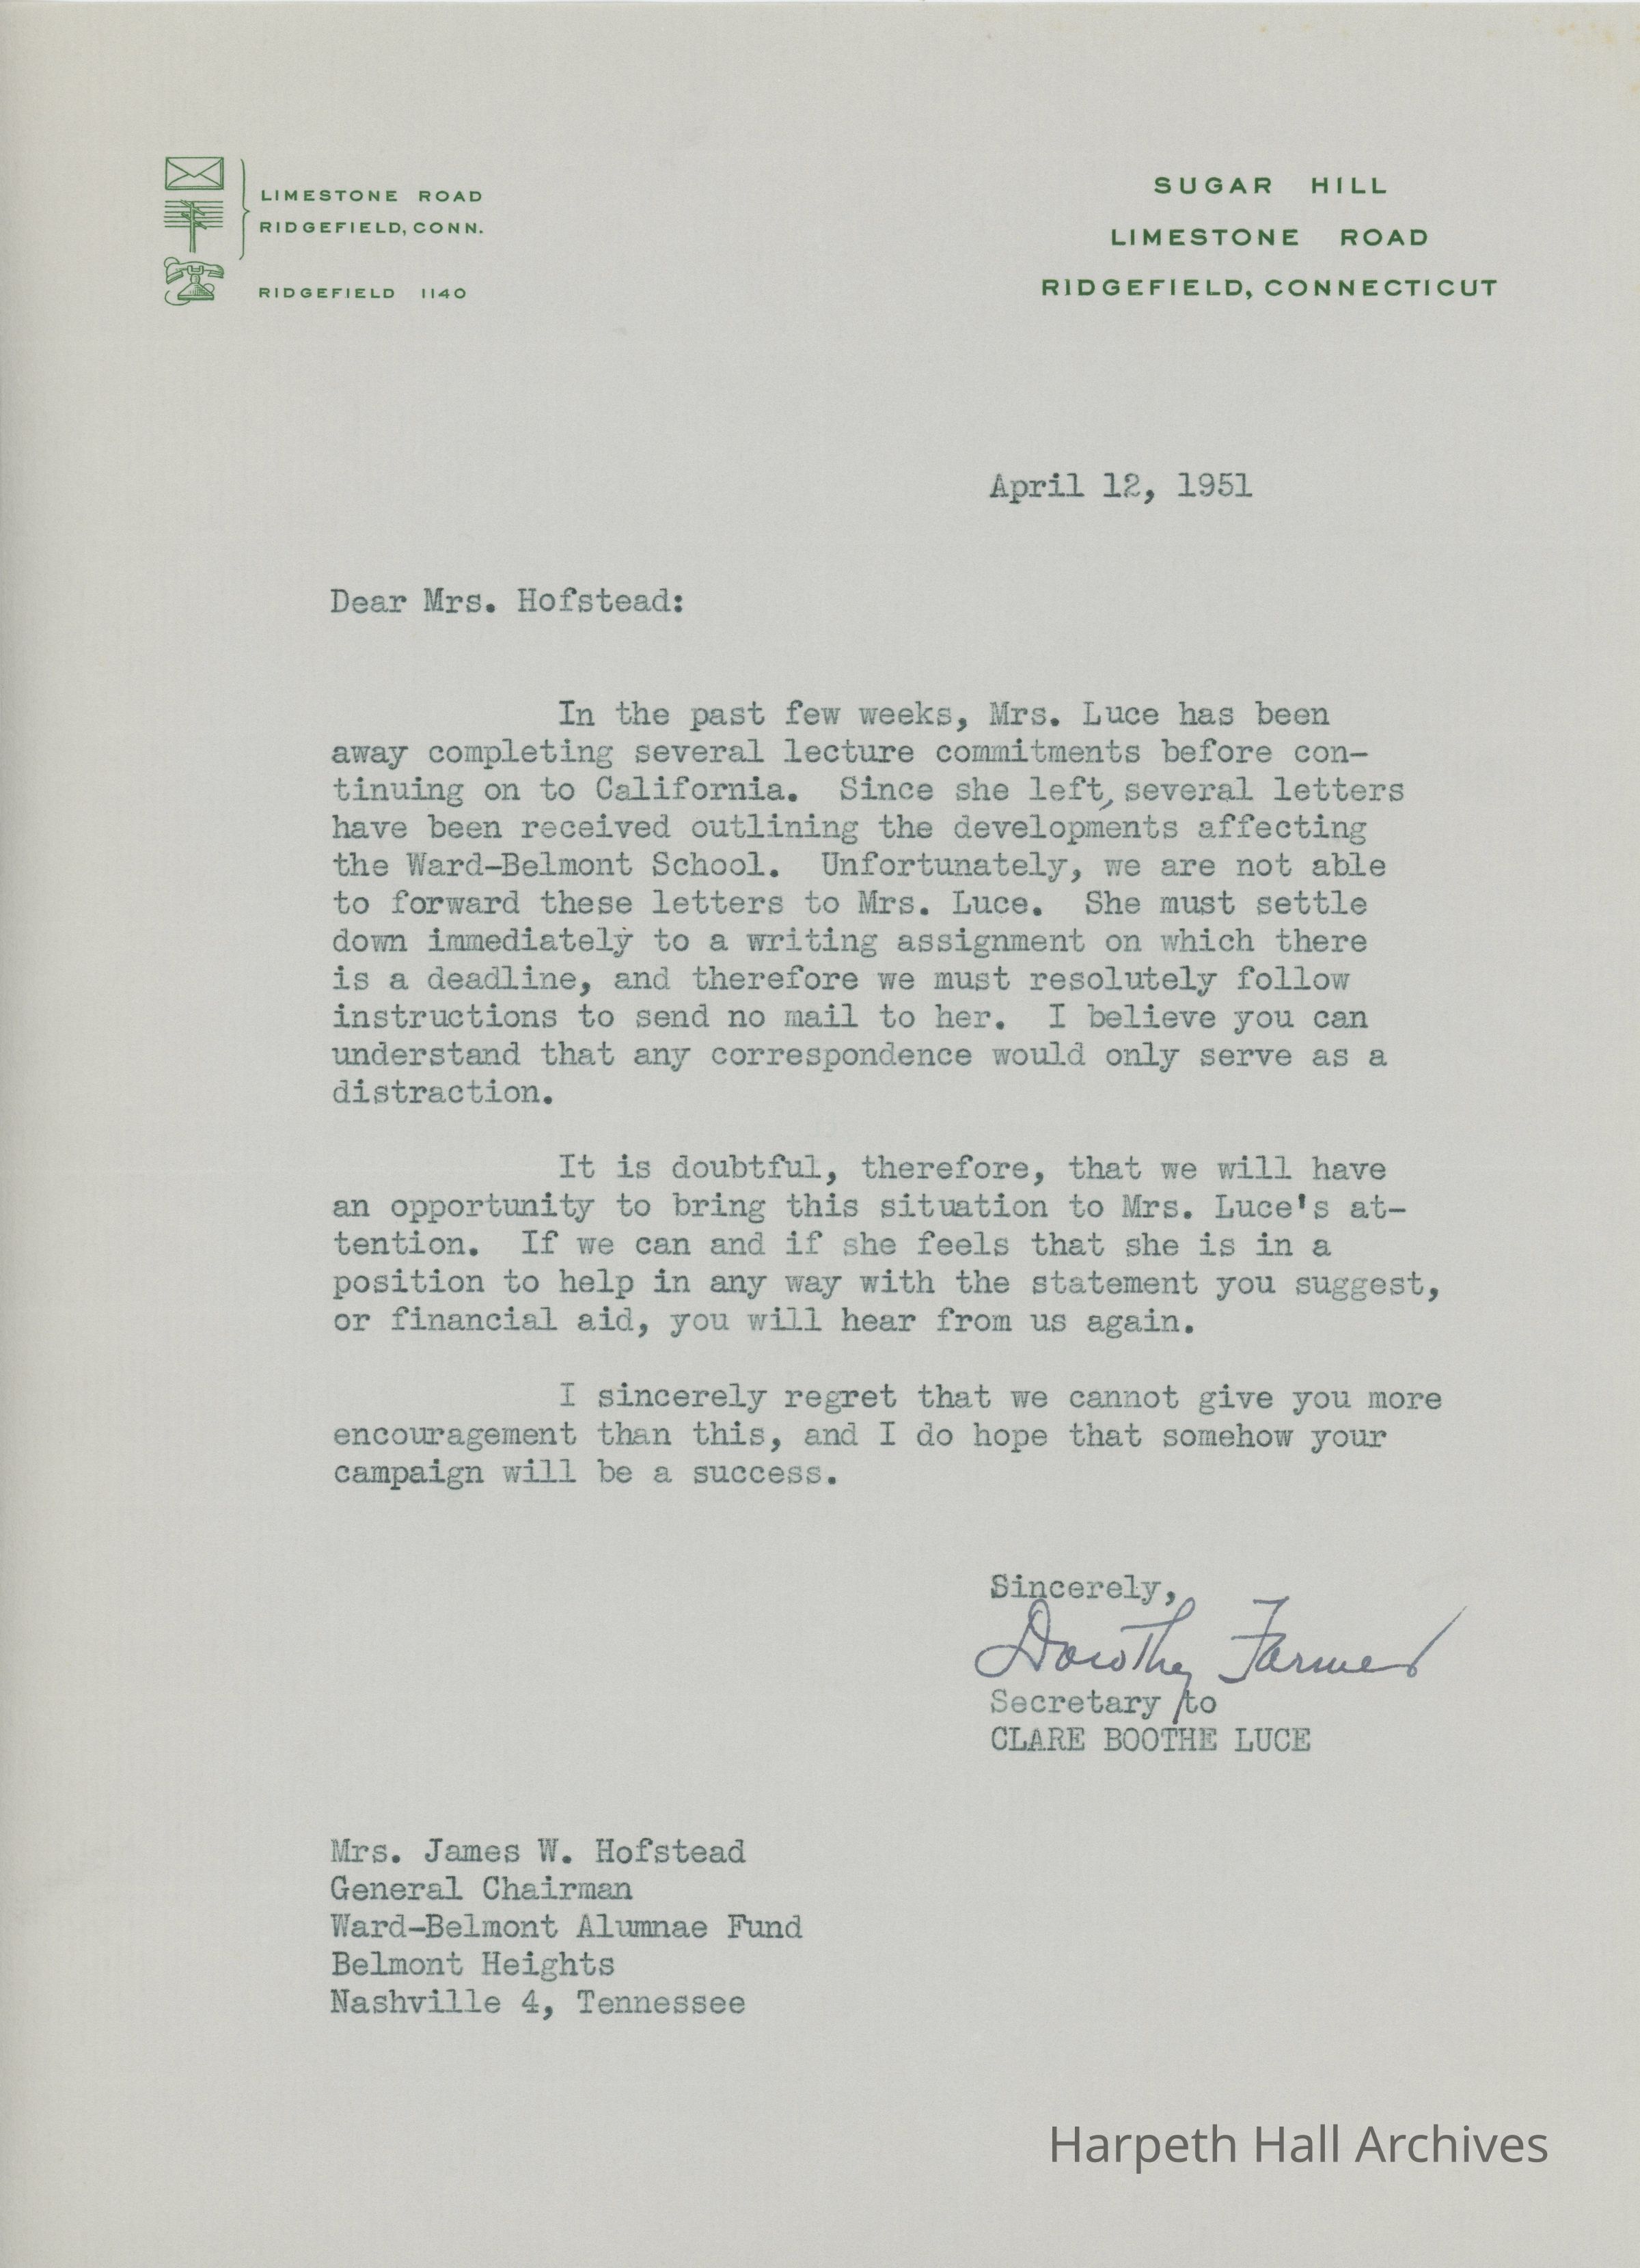 LIMESTONE ROAD
RIDGEFIELD, CONN.
RIDGEFIELD 1140
SUGAR HILL
LIMESTONE ROAD
RIDGEFIELD, CONNECTICUT
April 12, 1951
Dear Mrs. Hofstead:
In the past few weeks, Mrs. Luce has been
away completing several lecture commitments before con-
tinuing on to California. Since she left, several letters
have been received outlining the developments affecting
the Ward-Belmont School. Unfortunately, we are not able
to forward these letters to Mrs. Luce. She must settle
down immediately to a writing assignment on which there
is a deadline, and therefore we must resolutely follow
instructions to send no mail to her. I believe you can
understand that any correspondence would only serve as a
distraction.
It is doubtful, therefore, that we will have
an opportunity to bring this situation to Mrs. Luce's at-
tention. If we can and if she feels that she is in a
position to help in any way with the statement you suggest,
or financial aid, you will hear from us again.
I sincerely regret that we cannot give you more
encouragement than this, and I do hope that somehow your
campaign will be a success.
Sincerely,
Dorothy Farmer
Secretary to
CLARE BOOTHE LUCE
Mrs. James W. Hofstead
General Chairman
Ward-Belmont Alumnae Fund
Belmont Heights
Nashville 4, Tennessee
Harpeth Hall Archives